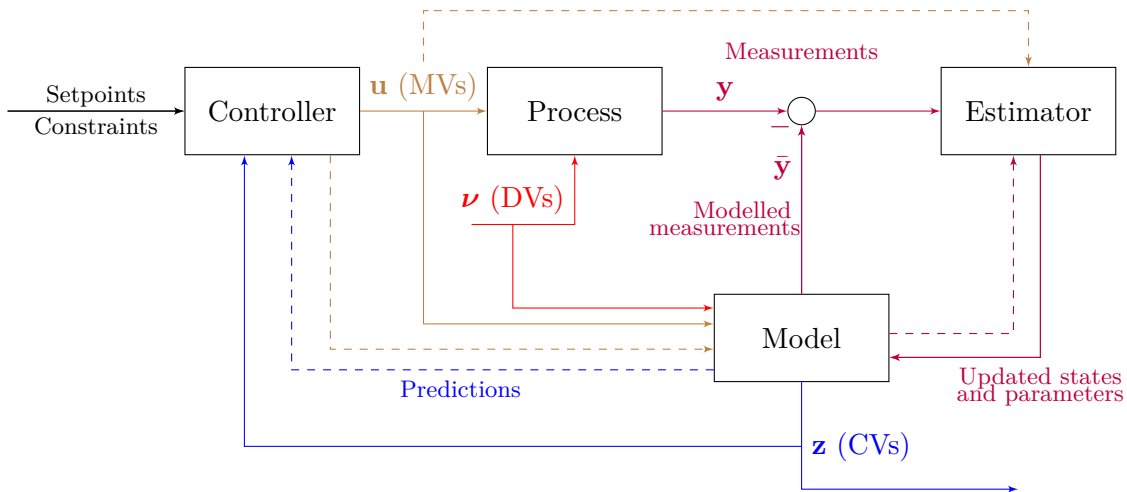 Measurements
Setpoints
Constraints
Controller
𝐮 (MVs)
Process
𝐲
−
Estimator
ȳ
𝛎 (DVs)
Modelled
measurements
Model
Predictions
Updated states
and parameters
𝐳 (CVs)